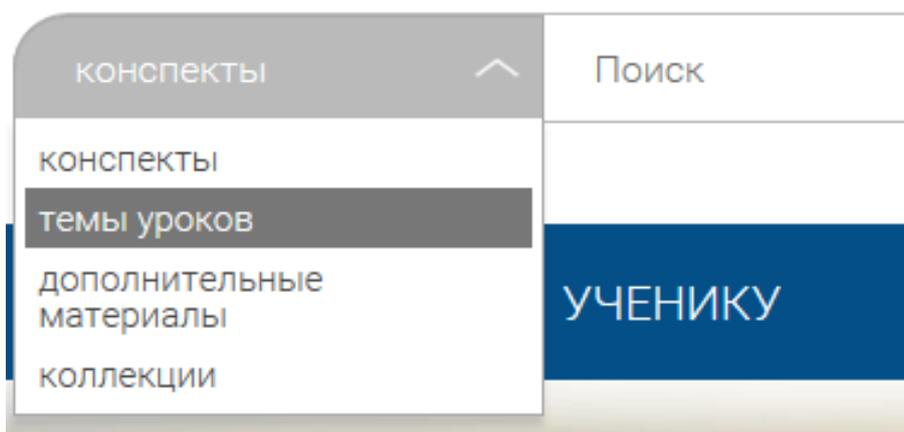 конспекты
Поиск
конспекты
темы уроков
дополнительные
материалы
коллекции
УЧЕНИКУ